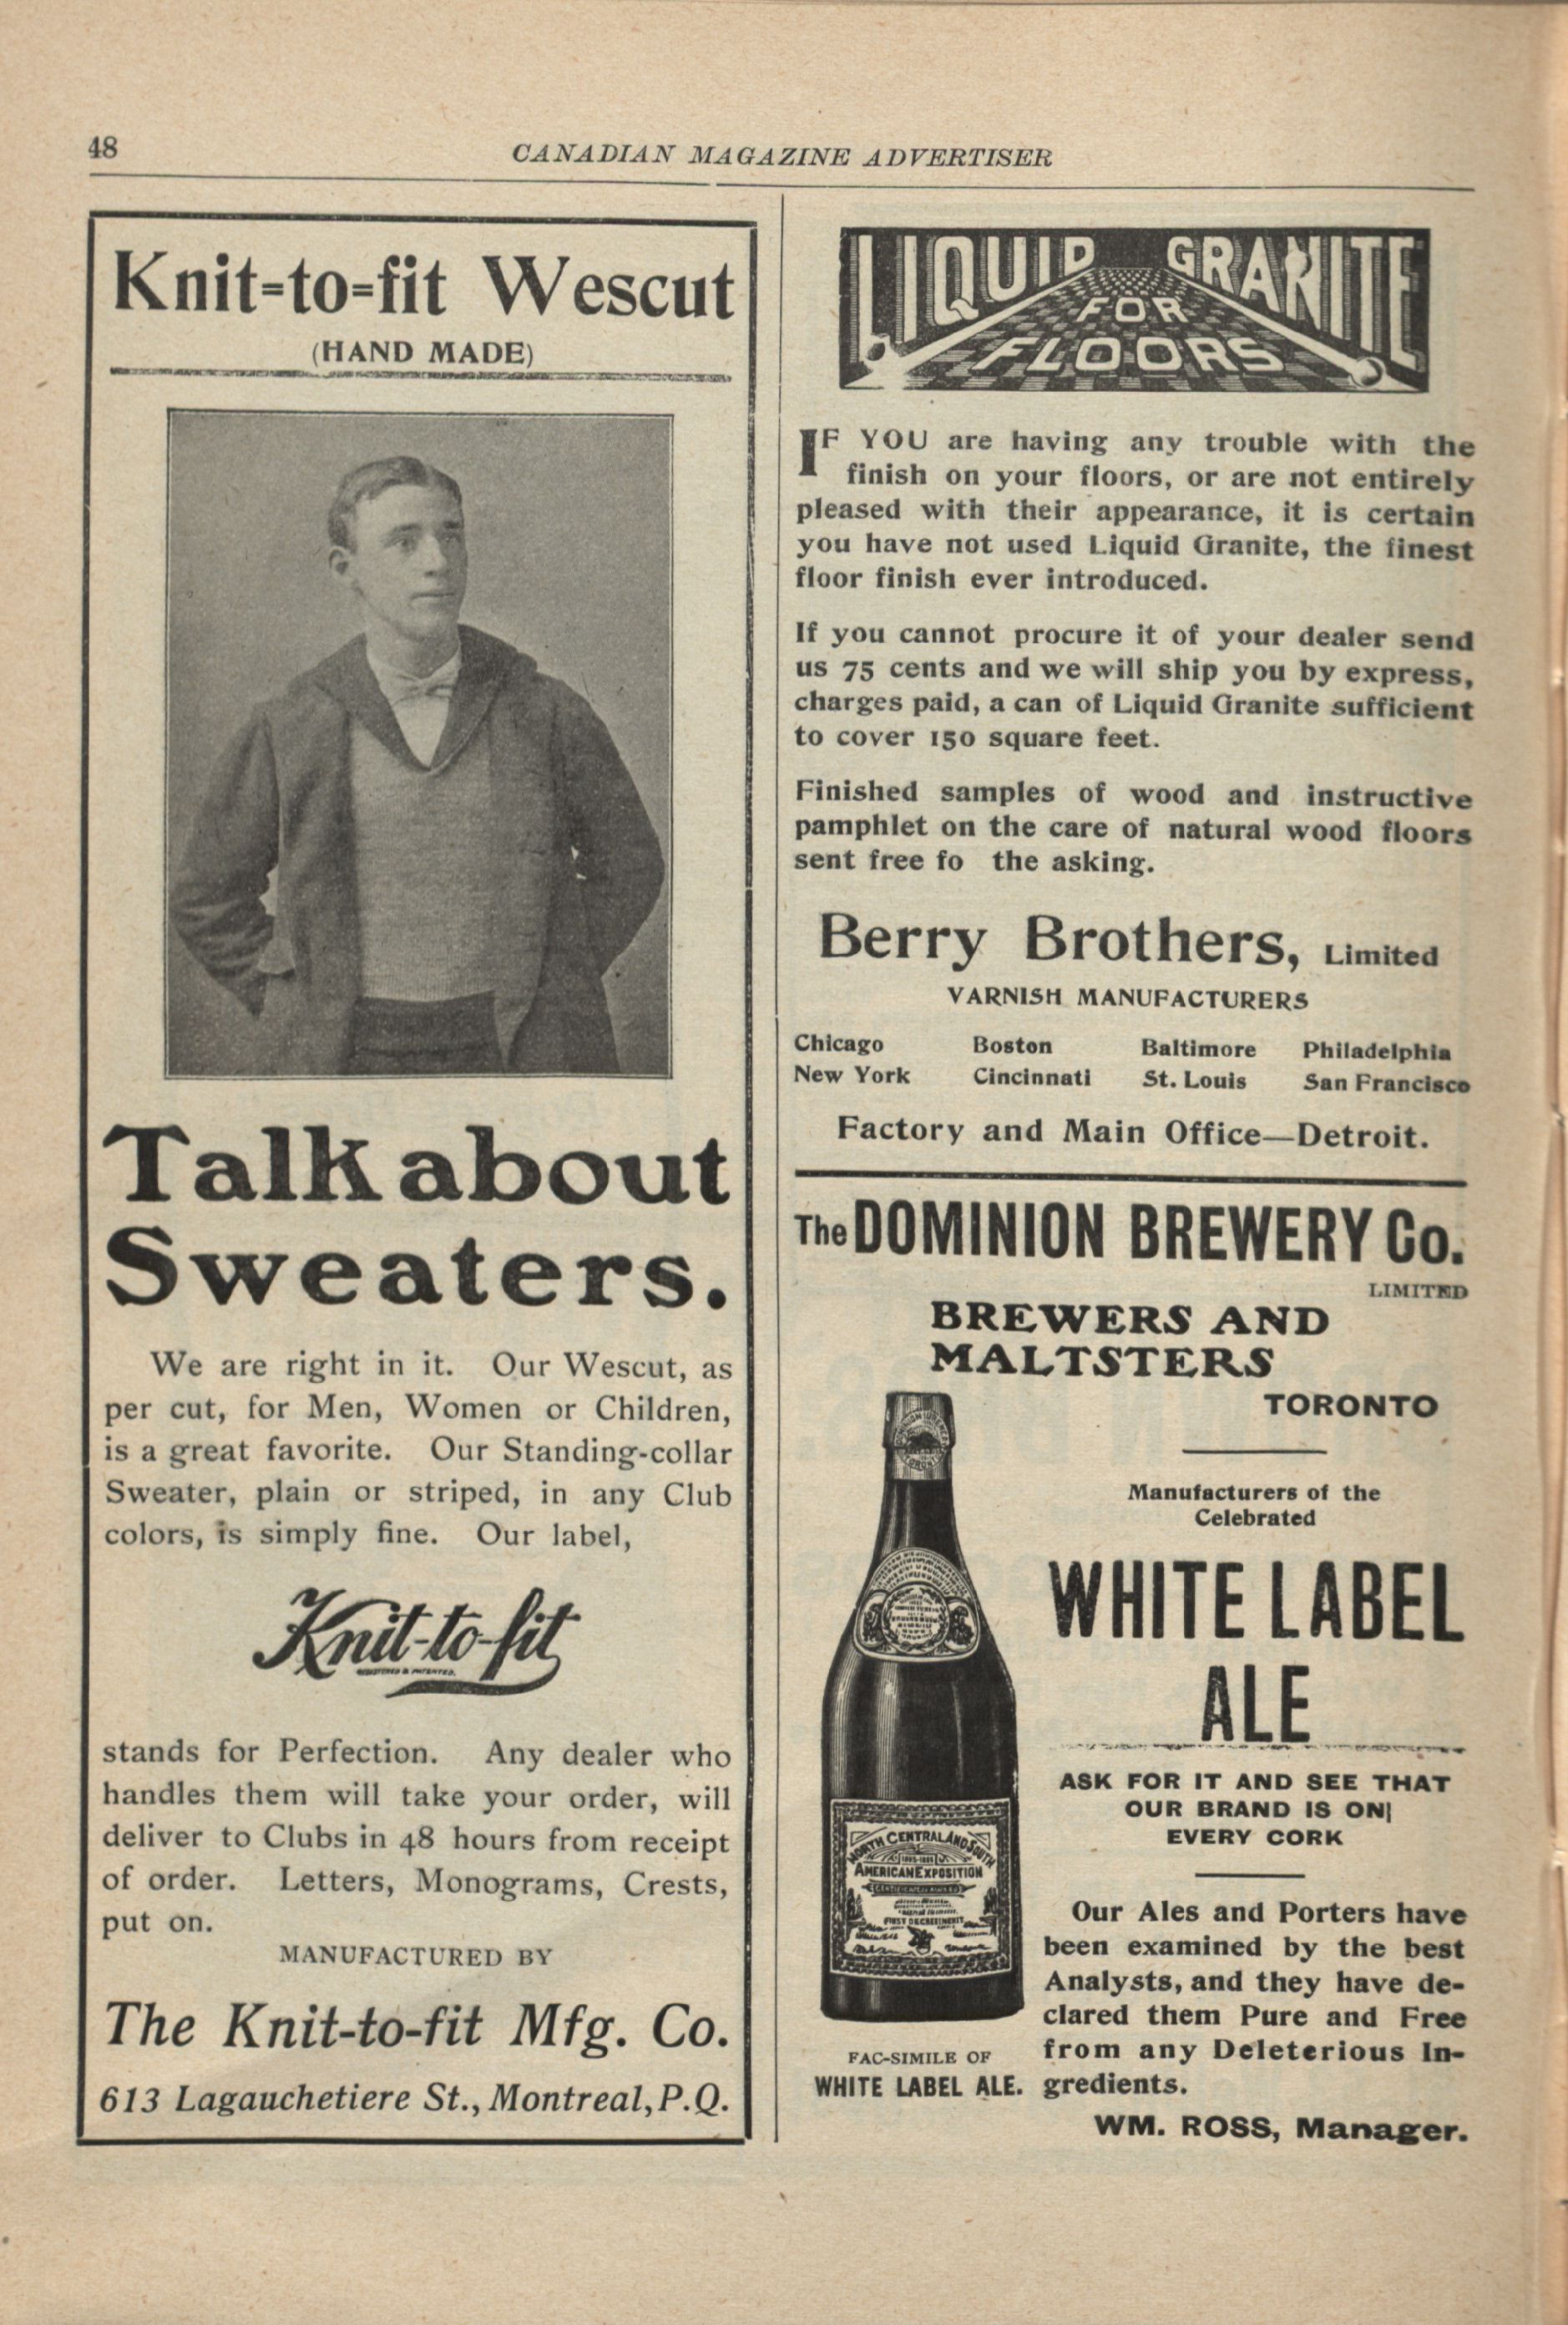 48
CANADIAN MAGAZINE ADVERTISER
Knit-to-fit Wescut
(HAND MADE)
Talk about
Sweaters.
We are right in it. Our Wescut, as
per cut, for Men, Women or Children,
is a great favorite. Our Standing-collar
Sweater, plain or striped, in any Club
colors, is simply fine. Our label,
Knit-to-fit
REGISTERED & PATENTED.
stands for Perfection. Any dealer who
handles them will take your order, will
deliver to Clubs in 48 hours from receipt
of order. Letters, Monograms, Crests,
put on.
MANUFACTURED BY
The Knit-to-fit Mfg. Co.
613 Lagauchetiere St., Montreal, P.Q.
LIQUID GRANITE
FOR
FLOORS
IF YOU are having any trouble with the
finish on your floors, or are not entirely
pleased with their appearance, it is certain
you have not used Liquid Granite, the finest
floor finish ever introduced.
If you cannot procure it of your dealer send
us 75 cents and we will ship you by express,
charges paid, a can of Liquid Granite sufficient
to cover 150 square feet.
Finished samples of wood and instructive
pamphlet on the care of natural wood floors
sent free fo the asking.
Berry Brothers, Limited
VARNISH MANUFACTURERS
Chicago Boston Baltimore Philadelphia
New York Cincinnati St. Louis San Francisco
Factory and Main Office—Detroit.
The DOMINION BREWERY Co.
LIMITED
BREWERS AND
MALTSTERS
TORONTO
Manufacturers of the
Celebrated
WHITE LABEL
ALE
ASK FOR IT AND SEE THAT
OUR BRAND IS ON
EVERY CORK
Our Ales and Porters have
been examined by the best
Analysts, and they have de-
clared them Pure and Free
from any Deleterious In-
gredients.
WM. ROSS, Manager.
NORTH CENTRAL AND SOUTH
AMERICAN EXPOSITION
FAC-SIMILE OF
WHITE LABEL ALE.